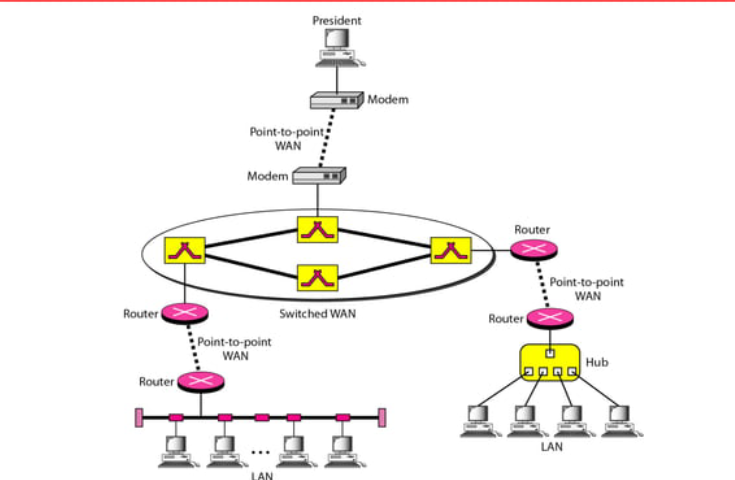 President
Modem
Point-to-point
WAN
Modem
Router
Point-to-point
WAN
Router
Switched WAN
Router
Point-to-point
WAN
Router
Hub
LAN
LAN